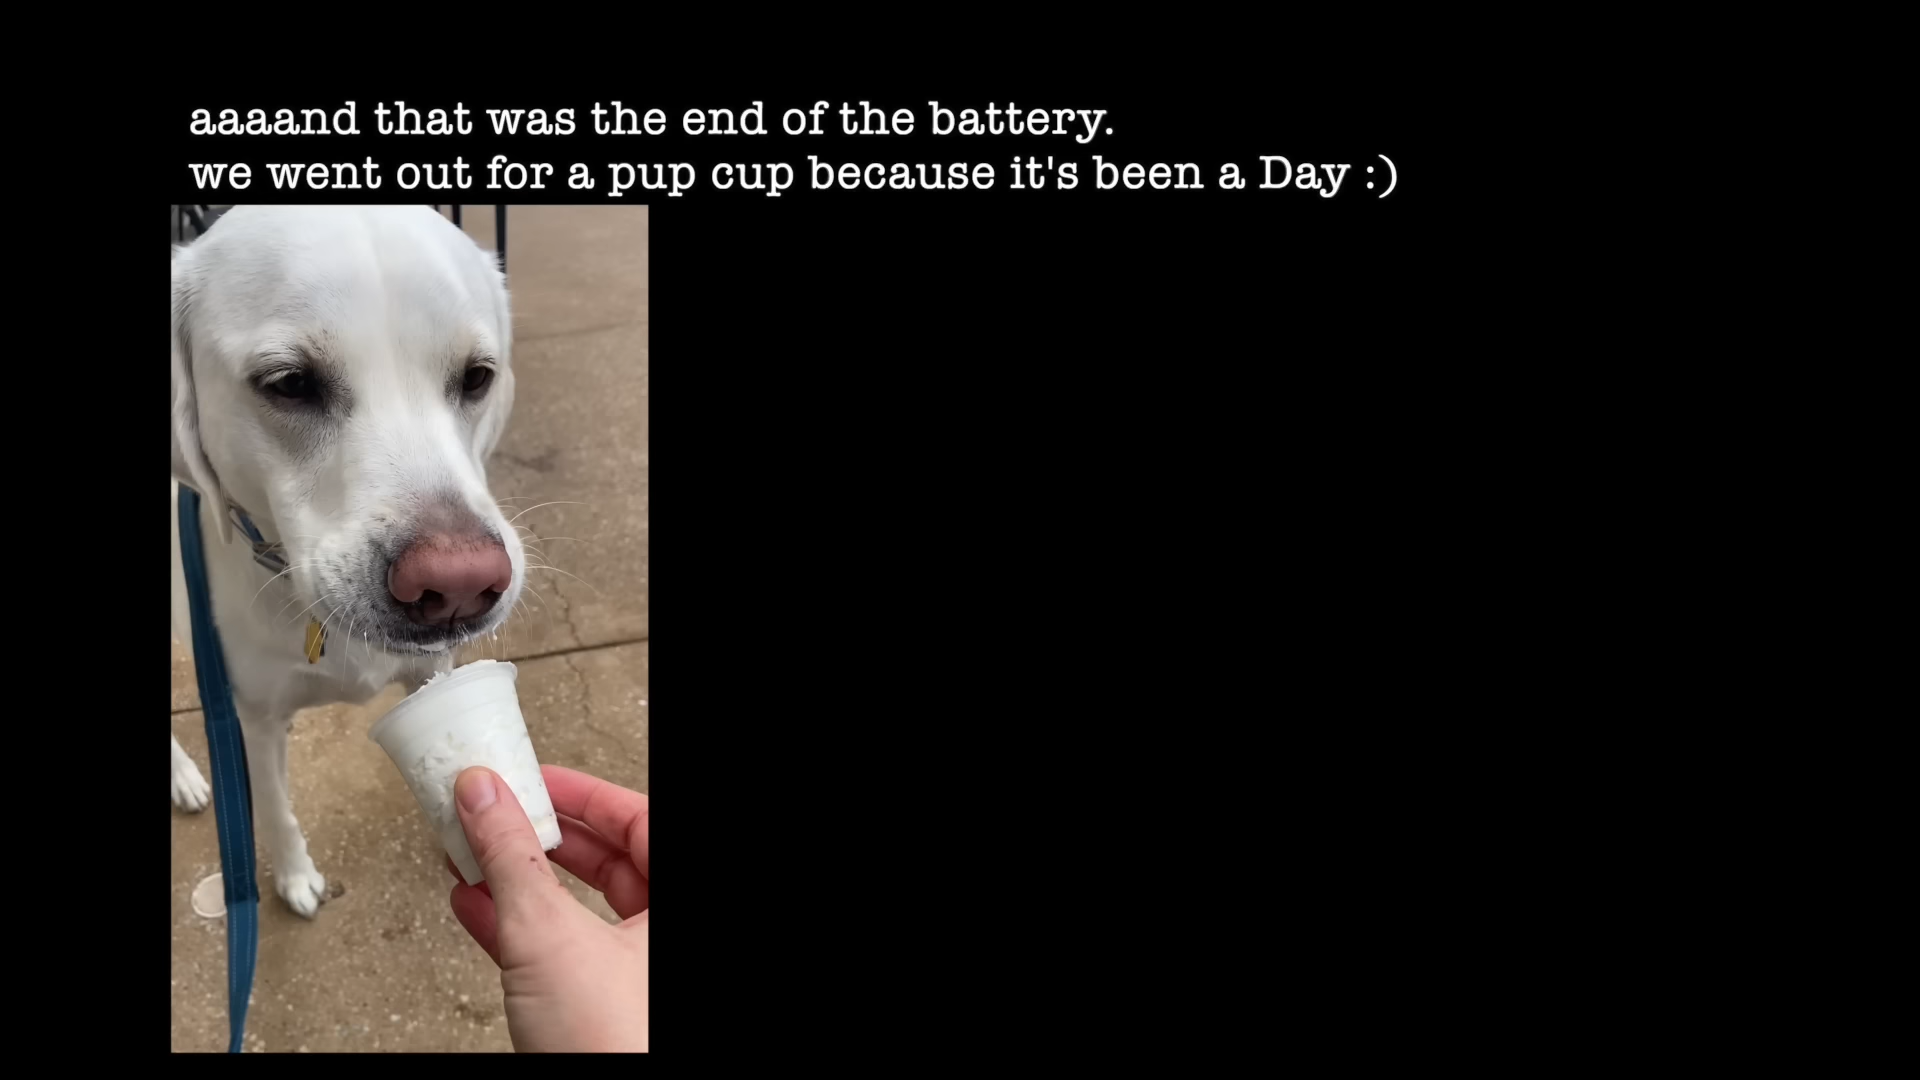 aaaand that was the end of the battery.
we went out for a pup cup because it's been a Day :)